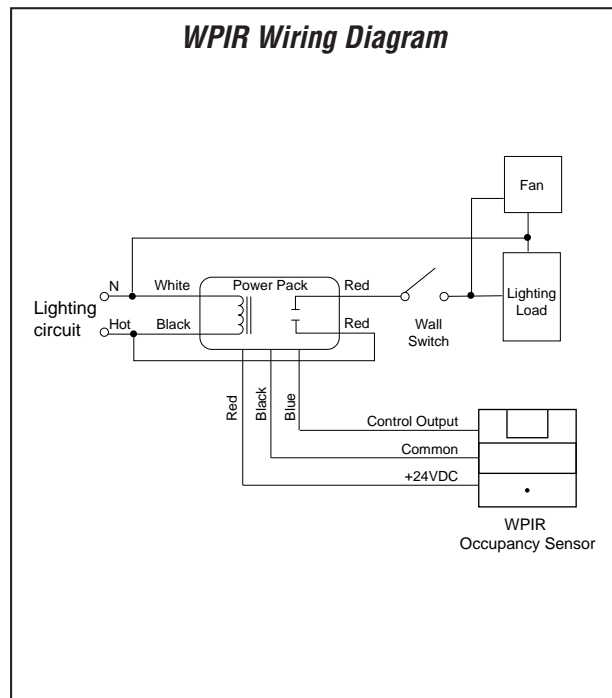 WPIR Wiring Diagram
Fan
N
White
Power Pack
Red
Lighting
circuit
Hot
Black
Red
Wall
Switch
Lighting
Load
Red
Black
Blue
Control Output
Common
+24VDC
WPIR
Occupancy Sensor